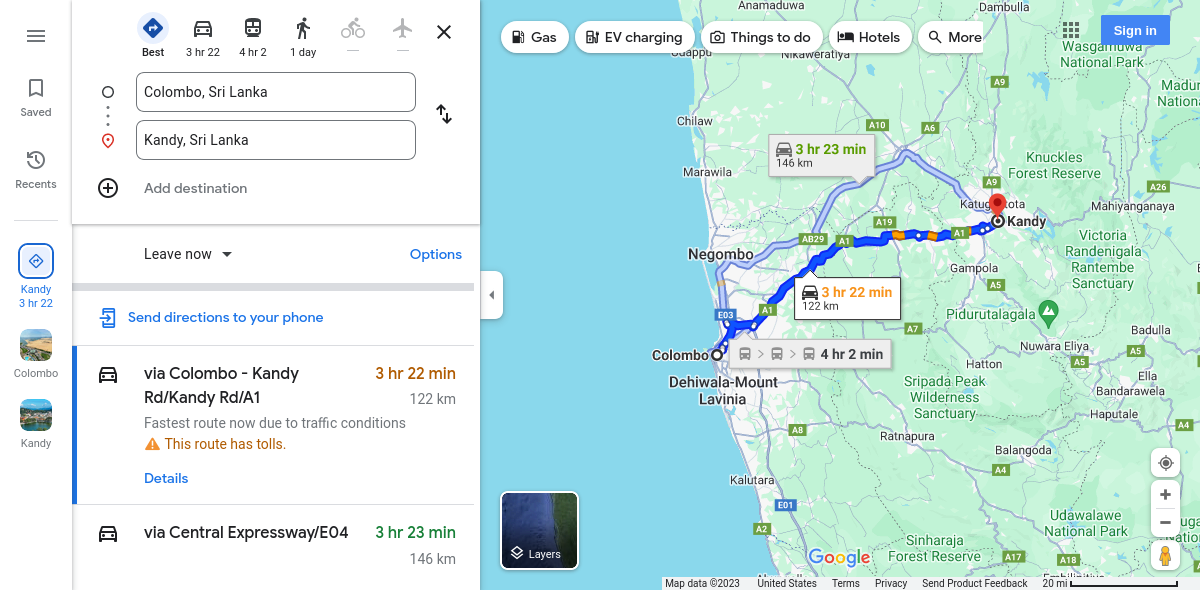 Best
3 hr 22
4 hr 2
1 day
—
—
Colombo, Sri Lanka
Kandy, Sri Lanka
Add destination
Saved
Recents
Kandy
3 hr 22
Colombo
Kandy
Leave now
Options
Send directions to your phone
via Colombo - Kandy
Rd/Kandy Rd/A1
3 hr 22 min
122 km
Fastest route now due to traffic conditions
This route has tolls.
Details
via Central Expressway/E04
3 hr 23 min
146 km
Gas
EV charging
Things to do
Hotels
More
Sign in
Anamaduwa
Dambulla
Nikaweratiya
Wasgamuwa
National Park
A9
Chilaw
A10
A6
3 hr 23 min
146 km
Knuckles
Forest Reserve
Marawila
A9
A26
Mahiyanganaya
A19
Kandy
AB29
A1
A1
Negombo
Victoria
Randenigala
Rantembe
Sanctuary
Gampola
A5
3 hr 22 min
122 km
E03
A1
Pidurutalagala
A7
Badulla
Nuwara Eliya
A5
A5
Colombo
4 hr 2 min
Hatton
Ella
Bandarawela
Dehiwala-Mount
Lavinia
Sripada Peak
Wilderness
Sanctuary
Haputale
A8
A4
Ratnapura
Balangoda
A4
Kalutara
E01
A2
Udawalawe
National Park
Sinharaja
Forest Reserve
A17
A18
Layers
Google
Map data ©2023
United States
Terms
Privacy
Send Product Feedback
20 mi